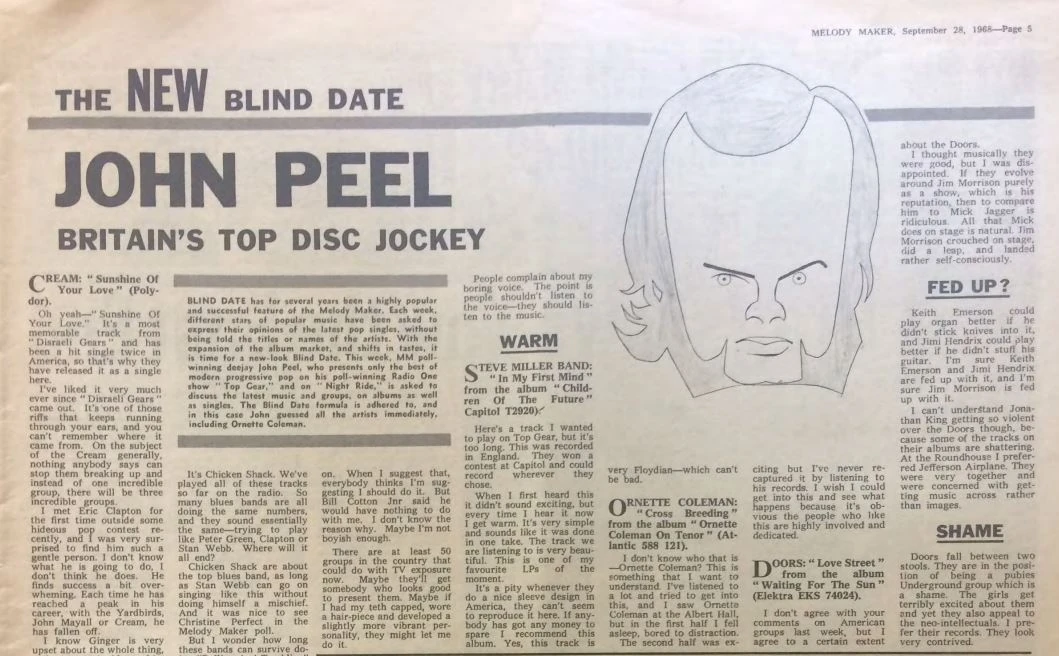 MELODY MAKER, September 28, 1968—Page 5
THE NEW BLIND DATE
JOHN PEEL
BRITAIN'S TOP DISC JOCKEY
CREAM: " Sunshine Of
Your Love " (Poly-
dor).
Oh yeah—" Sunshine Of
Your Love." It's a most
memorable track from
" Disraeli Gears " and has
been a hit single twice in
America, so that's why they
have released it as a single
here.
I've liked it very much
ever since " Disraeli Gears "
came out. It's one of those
riffs that keeps running
through your ears, and you
can't remember where it
came from. On the subject
of the Cream generally,
nothing anybody says can
stop them breaking up and
instead of one incredible
group, there will be three
incredible groups.
I met Eric Clapton for
the first time outside some
hideous pop contest re-
cently, and I was very sur-
prised to find him such a
gentle person. I don't know
what he is going to do, I
don't think he does. He
finds success a bit over-
whelming. Each time he has
reached a peak in his
career, with the Yardbirds,
John Mayall or Cream, he
has fallen off.
I know Ginger is very
upset about the whole thing,
BLIND DATE has for several years been a highly popular
and successful feature of the Melody Maker. Each week,
different stars of popular music have been asked to
express their opinions of the latest pop singles, without
being told the titles or names of the artists. With the
expansion of the album market, and shifts in tastes, it
is time for a new-look Blind Date. This week, MM poll-
winning deejay John Peel, who presents only the best of
modern progressive pop on his poll-winning Radio One
show " Top Gear," and on " Night Ride," is asked to
discuss the latest music and groups, on albums as well
as singles. The Blind Date formula is adhered to, and
in this case John guessed all the artists immediately,
including Ornette Coleman.
It's Chicken Shack. We've
played all of these tracks
so far on the radio. So
many blues bands are all
doing the same numbers,
and they sound essentially
the same—trying to play
like Peter Green, Clapton or
Stan Webb. Where will it
all end?
Chicken Shack are about
the top blues band, as long
as Stan Webb can go on
singing like this without
doing himself a mischief.
And it was nice to see
Christine Perfect in the
Melody Maker poll.
But I wonder how long
these bands can survive do-
on. When I suggest that,
everybody thinks I'm sug-
gesting I should do it. But
Bill Cotton Jnr said he
would have nothing to do
with me. I don't know the
reason why. Maybe I'm not
boyish enough.
There are at least 50
groups in the country that
could do with TV exposure
now. Maybe they'll get
somebody who looks good
to present them. Maybe if
I had my teth capped, wore
a hair-piece and developed a
slightly more vibrant per-
sonality, they might let me
do it.
People complain about my
boring voice. The point is
people shouldn't listen to
the voice—they should lis-
ten to the music.
WARM
STEVE MILLER BAND:
" In My First Mind "
from the album " Child-
ren Of The Future "
Capitol T2920).
Here's a track I wanted
to play on Top Gear, but it's
too long. This was recorded
in England. They won a
contest at Capitol and could
record wherever they
chose.
When I first heard this
it didn't sound exciting, but
every time I hear it now
I get warm. It's very simple
and sounds like it was done
in one take. The track we
are listening to is very beau-
tiful. This is one of my
favourite LPs of the
moment.
It's a pity whenever they
do a nice sleeve design in
America, they can't seem
to reproduce it here. If any-
body has got any money to
spare I recommend this
album. Yes, this track is
very Floydian—which can't
be bad.
ORNETTE COLEMAN:
" Cross Breeding "
from the album " Ornette
Coleman On Tenor " (At-
lantic 588 121).
I don't know who that is
—Ornette Coleman? This is
something that I want to
understand. I've listened to
a lot and tried to get into
this, and I saw Ornette
Coleman at the Albert Hall,
but in the first half I fell
asleep, bored to distraction.
The second half was ex-
citing but I've never re-
captured it by listening to
his records. I wish I could
get into this and see what
happens because it's ob-
vious the people who like
this are highly involved and
dedicated.
DOORS: " Love Street "
from the album
" Waiting For The Sun "
(Elektra EKS 74024).
I don't agree with your
comments on American
groups last week, but I
agree to a certain extent
about the Doors.
I thought musically they
were good, but I was dis-
appointed. If they evolve
around Jim Morrison purely
as a show, which is his
reputation, then to compare
him to Mick Jagger is
ridiculous. All that Mick
does on stage is natural. Jim
Morrison crouched on stage,
did a leap, and landed
rather self-consciously.
FED UP?
Keith Emerson could
play organ better if he
didn't stick knives into it,
and Jimi Hendrix could play
better if he didn't stuff his
guitar. I'm sure Keith
Emerson and Jimi Hendrix
are fed up with it, and I'm
sure Jim Morrison is fed
up with it.
I can't understand Jona-
than King getting so violent
over the Doors though, be-
cause some of the tracks on
their albums are shattering.
At the Roundhouse I prefer-
red Jefferson Airplane. They
were very together and
were concerned with get-
ting music across rather
than images.
SHAME
Doors fall between two
stools. They are in the posi-
tion of being a pubies
Underground group which is
a shame. The girls get
terribly excited about them
and yet they also appeal to
the neo-intellectuals. I pre-
fer their records. They look
very contrived.